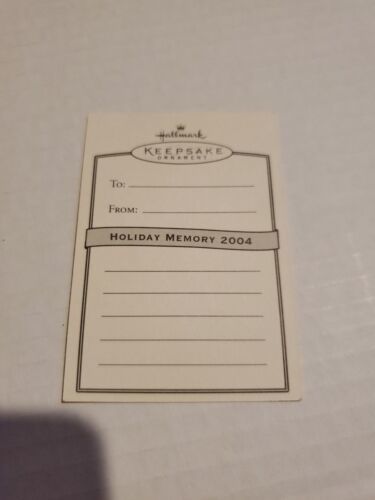 Hallmark
KEEPSAKE
ORNAMENT
TO:
FROM:
HOLIDAY MEMORY 2004